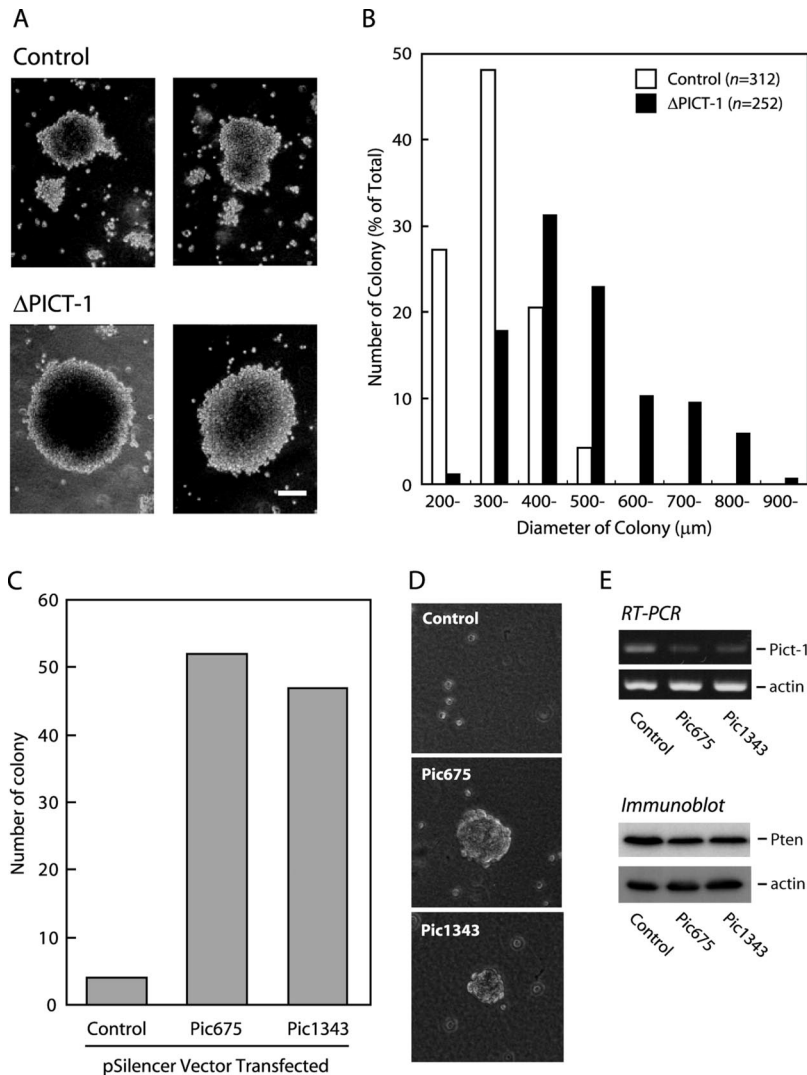 A
Control
ΔPICT-1
B
50
40
30
20
10
0
Number of Colony (% of Total)
Control (n=312)
ΔPICT-1 (n=252)
200- 300- 400- 500- 600- 700- 800- 900-
Diameter of Colony (μm)
C
60
50
40
30
20
10
0
Number of colony
Control Pic675 Pic1343
pSilencer Vector Transfected
D
Control
Pic675
Pic1343
E
RT-PCR
Pict-1
actin
Control Pic675 Pic1343
Immunoblot
Pten
actin
Control Pic675 Pic1343